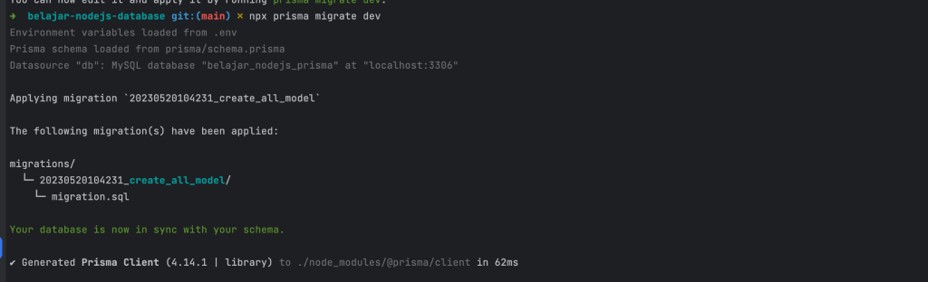 You can now edit it and apply it by running prisma migrate dev.
➜  belajar-nodejs-database git:(main) ✗ npx prisma migrate dev
Environment variables loaded from .env
Prisma schema loaded from prisma/schema.prisma
Datasource "db": MySQL database "belajar_nodejs_prisma" at "localhost:3306"
Applying migration `20230520104231_create_all_model`
The following migration(s) have been applied:
migrations/
└─ 20230520104231_create_all_model/
└─ migration.sql
Your database is now in sync with your schema.
✔ Generated Prisma Client (4.14.1 | library) to ./node_modules/@prisma/client in 62ms